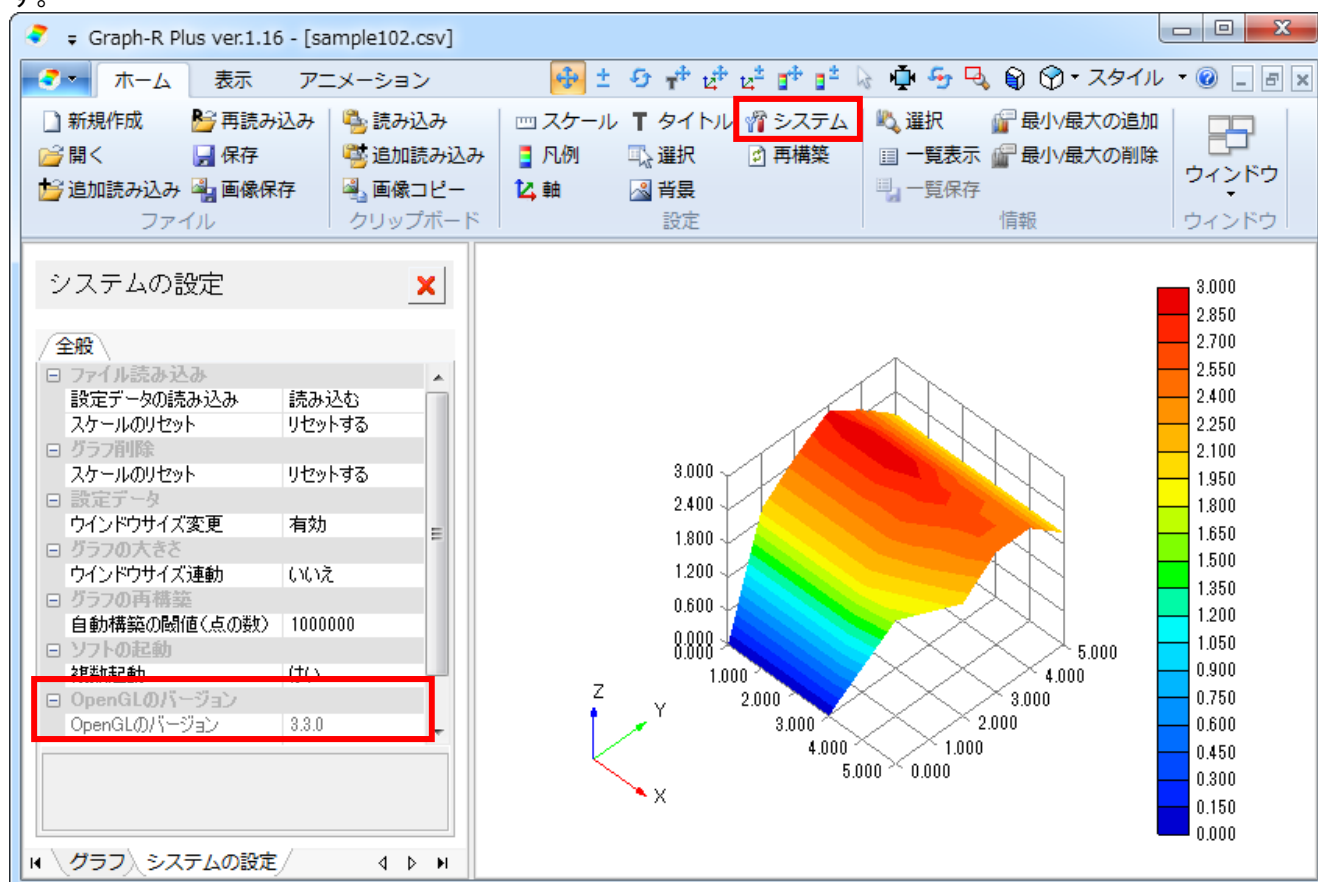 す。
Graph-R Plus ver.1.16 - [sample102.csv]
ホーム 表示 アニメーション スタイル
新規作成 再読み込み 読み込み スケール タイトル システム 選択 最小/最大の追加
開く 保存 追加読み込み 凡例 選択 再構築 一覧表示 最小/最大の削除
追加読み込み 画像保存 画像コピー 軸 背景 一覧保存 ウィンドウ
ファイル クリップボード 設定 情報 ウィンドウ
システムの設定
全般
ファイル読み込み
設定データの読み込み 読み込む
スケールのリセット リセットする
グラフ削除
スケールのリセット リセットする
設定データ
ウインドウサイズ変更 有効
グラフの大きさ
ウインドウサイズ連動 いいえ
グラフの再構築
自動構築の閾値(点の数) 1000000
ソフトの起動
複数起動 はい
OpenGLのバージョン
OpenGLのバージョン 3.3.0
グラフ システムの設定
3.000
2.400
1.800
1.200
0.600
0.000
0.000
1.000
2.000
3.000
4.000
5.000
0.000
1.000
2.000
3.000
4.000
5.000
Z
Y
X
3.000
2.850
2.700
2.550
2.400
2.250
2.100
1.950
1.800
1.650
1.500
1.350
1.200
1.050
0.900
0.750
0.600
0.450
0.300
0.150
0.000